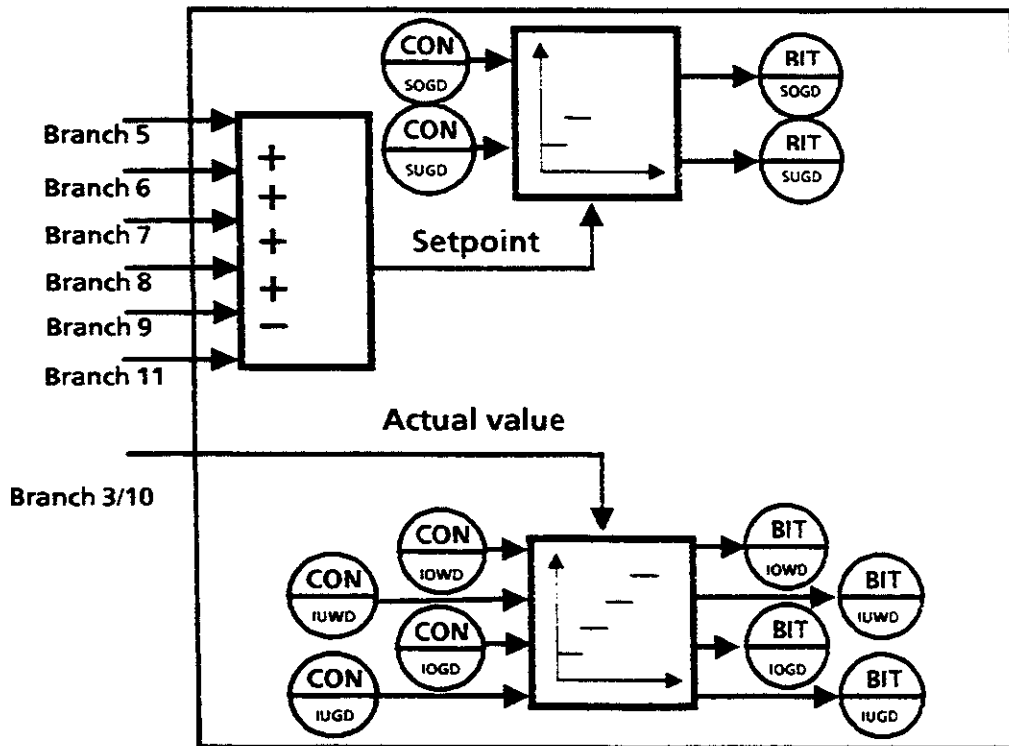 CON
SOGD
RIT
SOGD
CON
SUGD
RIT
SUGD
Branch 5
Branch 6
Branch 7
Branch 8
Branch 9
Branch 11
+
+
+
+
−
Setpoint
Actual value
Branch 3/10
CON
IOWD
BIT
IOWD
CON
IUWD
BIT
IUWD
CON
IOGD
BIT
IOGD
CON
IUGD
BIT
IUGD